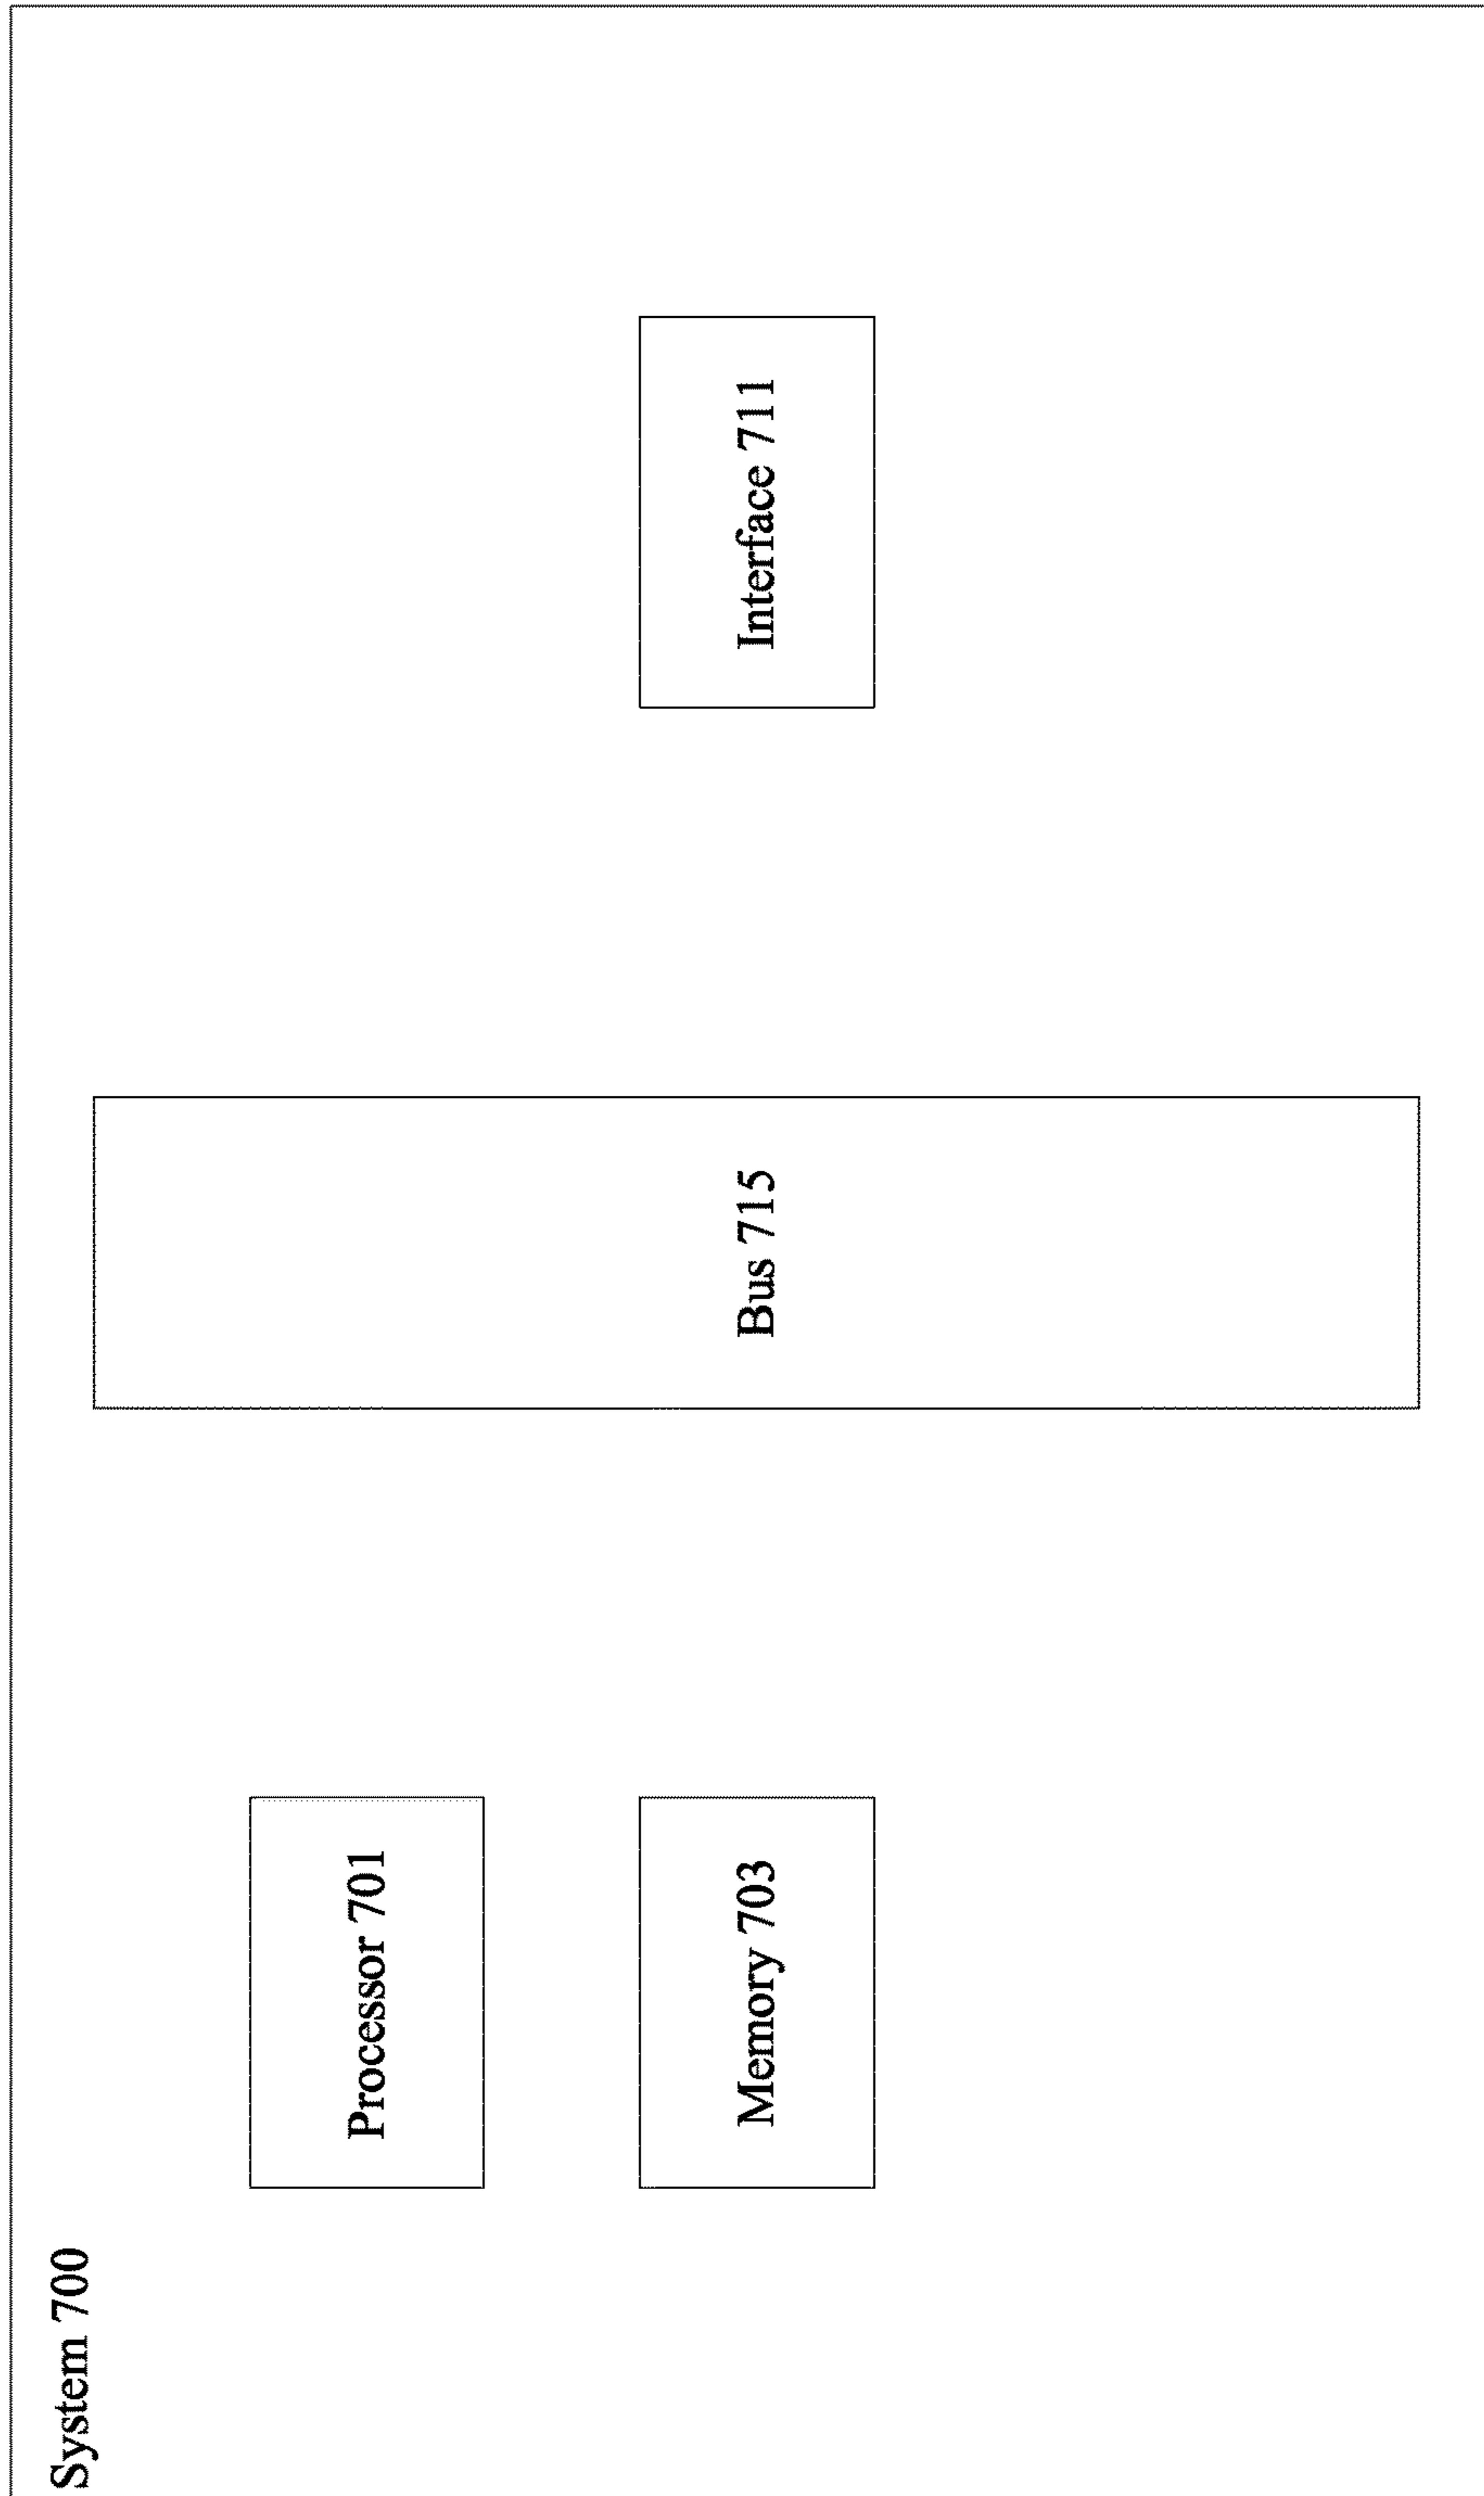 System 700
Processor 701
Memory 703
Bus 715
Interface 711